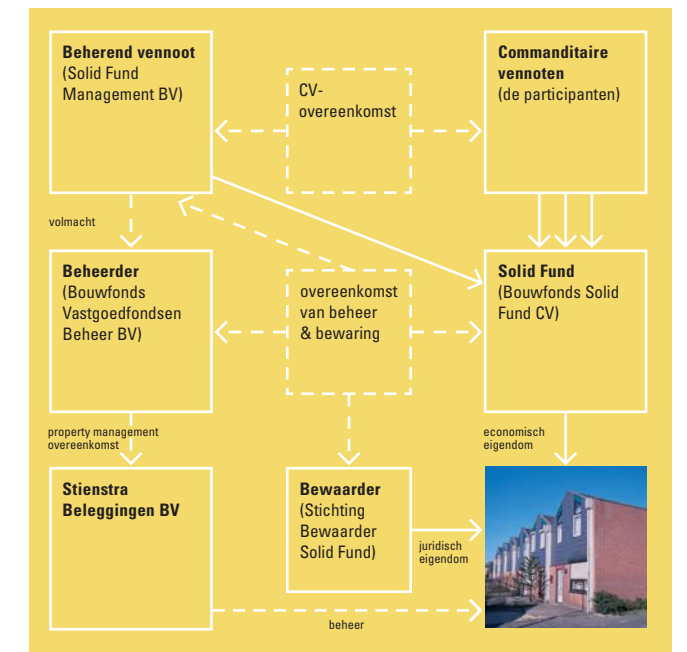 Beherend vennoot
(Solid Fund
Management BV)
CV-
overeenkomst
Commanditaire
vennoten
(de participanten)
volmacht
Beheerder
(Bouwfonds
Vastgoedfondsen
Beheer BV)
overeenkomst
van beheer
& bewaring
Solid Fund
(Bouwfonds Solid
Fund CV)
property management
overeenkomst
economisch
eigendom
Stienstra
Beleggingen BV
Bewaarder
(Stichting
Bewaarder
Solid Fund)
juridisch
eigendom
beheer